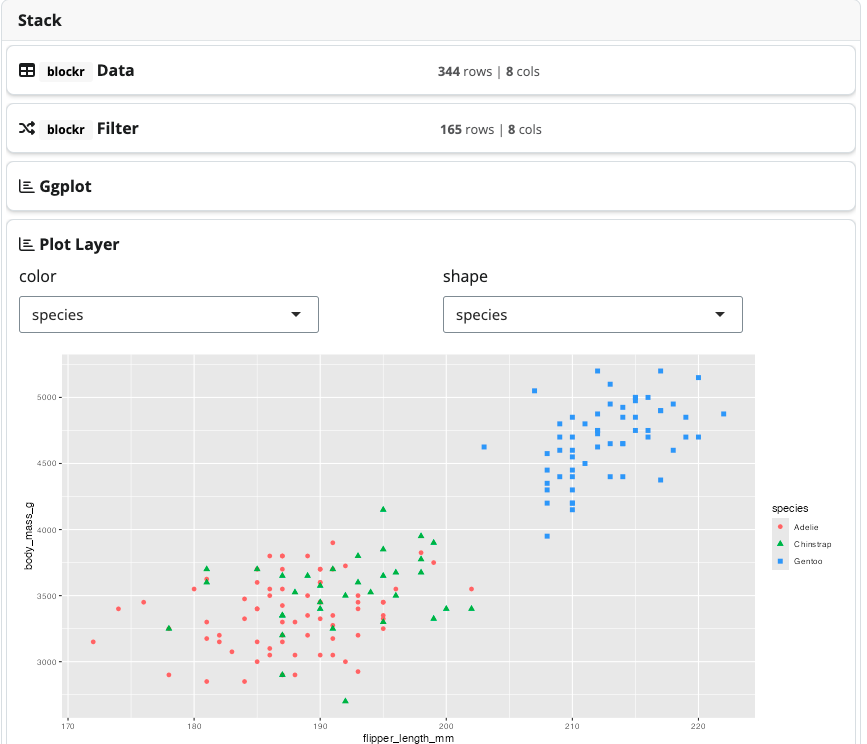 Stack
blockr Data 344 rows | 8 cols
blockr Filter 165 rows | 8 cols
Ggplot
Plot Layer
color shape
species species
5000
4500
4000
3500
3000
body_mass_g
170 180 190 200 210 220
flipper_length_mm
species
Adelie
Chinstrap
Gentoo